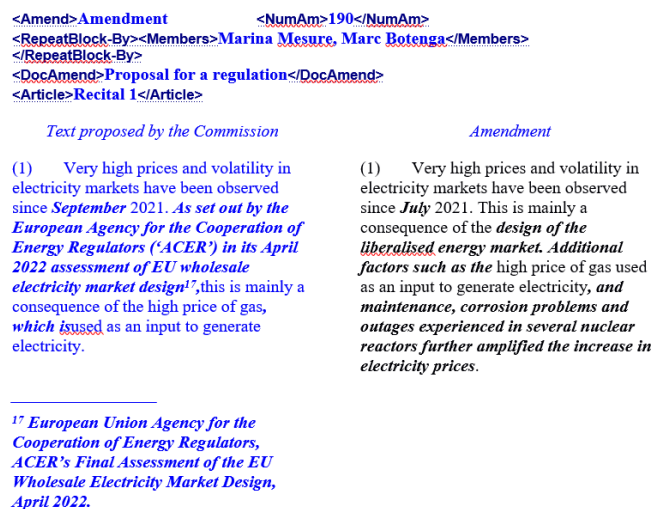 <Amend>Amendment <NumAm>190</NumAm>
<RepeatBlock-By><Members>Marina Mesure, Marc Botenga</Members>
</RepeatBlock-By>
<DocAmend>Proposal for a regulation</DocAmend>
<Article>Recital 1</Article>
Text proposed by the Commission
(1) Very high prices and volatility in
electricity markets have been observed
since September 2021. As set out by the
European Agency for the Cooperation of
Energy Regulators (‘ACER’) in its April
2022 assessment of EU wholesale
electricity market design¹⁷,this is mainly a
consequence of the high price of gas,
which isused as an input to generate
electricity.
Amendment
(1) Very high prices and volatility in
electricity markets have been observed
since July 2021. This is mainly a
consequence of the design of the
liberalised energy market. Additional
factors such as the high price of gas used
as an input to generate electricity, and
maintenance, corrosion problems and
outages experienced in several nuclear
reactors further amplified the increase in
electricity prices.
¹⁷ European Union Agency for the
Cooperation of Energy Regulators,
ACER’s Final Assessment of the EU
Wholesale Electricity Market Design,
April 2022.